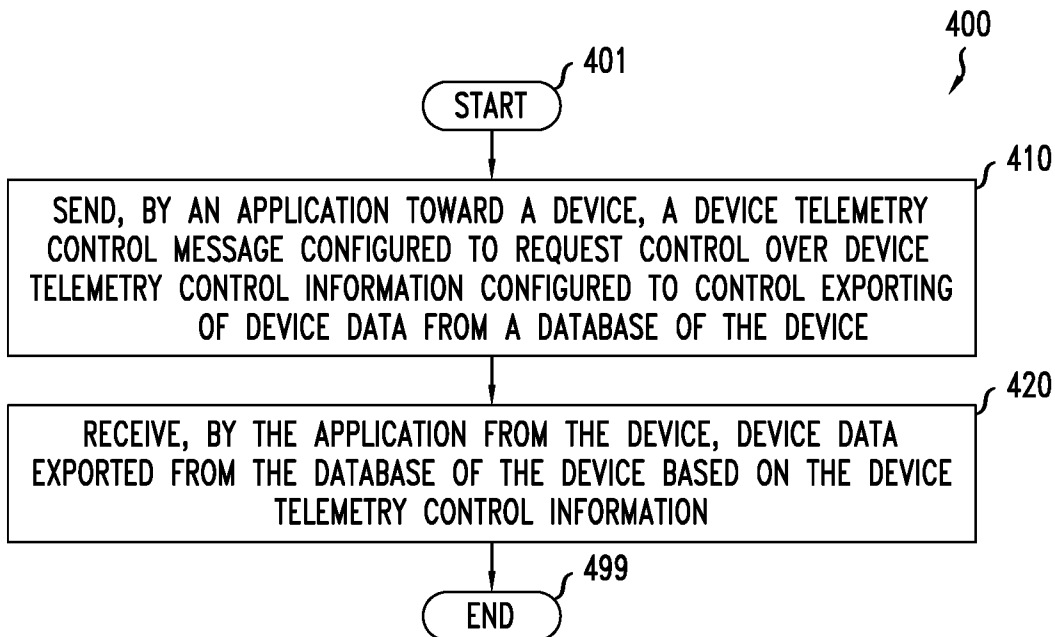 400
401
START
410
SEND, BY AN APPLICATION TOWARD A DEVICE, A DEVICE TELEMETRY
CONTROL MESSAGE CONFIGURED TO REQUEST CONTROL OVER DEVICE
TELEMETRY CONTROL INFORMATION CONFIGURED TO CONTROL EXPORTING
OF DEVICE DATA FROM A DATABASE OF THE DEVICE
420
RECEIVE, BY THE APPLICATION FROM THE DEVICE, DEVICE DATA
EXPORTED FROM THE DATABASE OF THE DEVICE BASED ON THE DEVICE
TELEMETRY CONTROL INFORMATION
499
END